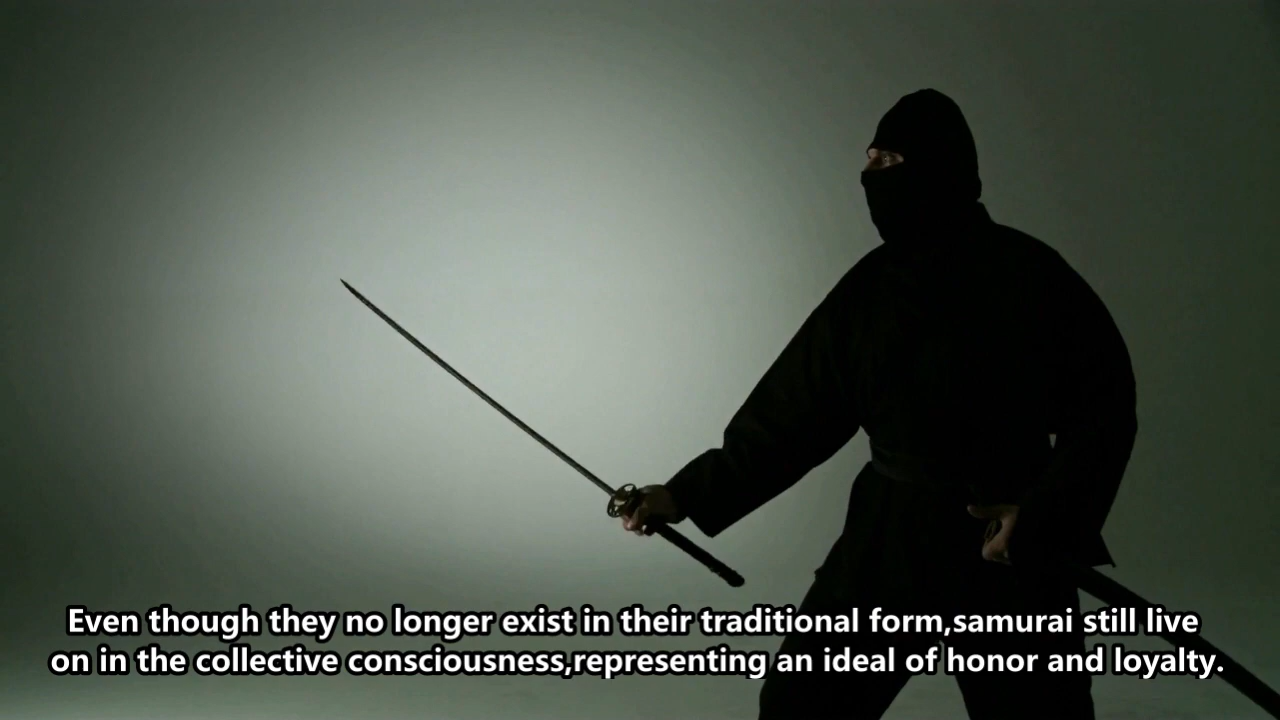 Even though they no longer exist in their traditional form,samurai still live
on in the collective consciousness,representing an ideal of honor and loyalty.